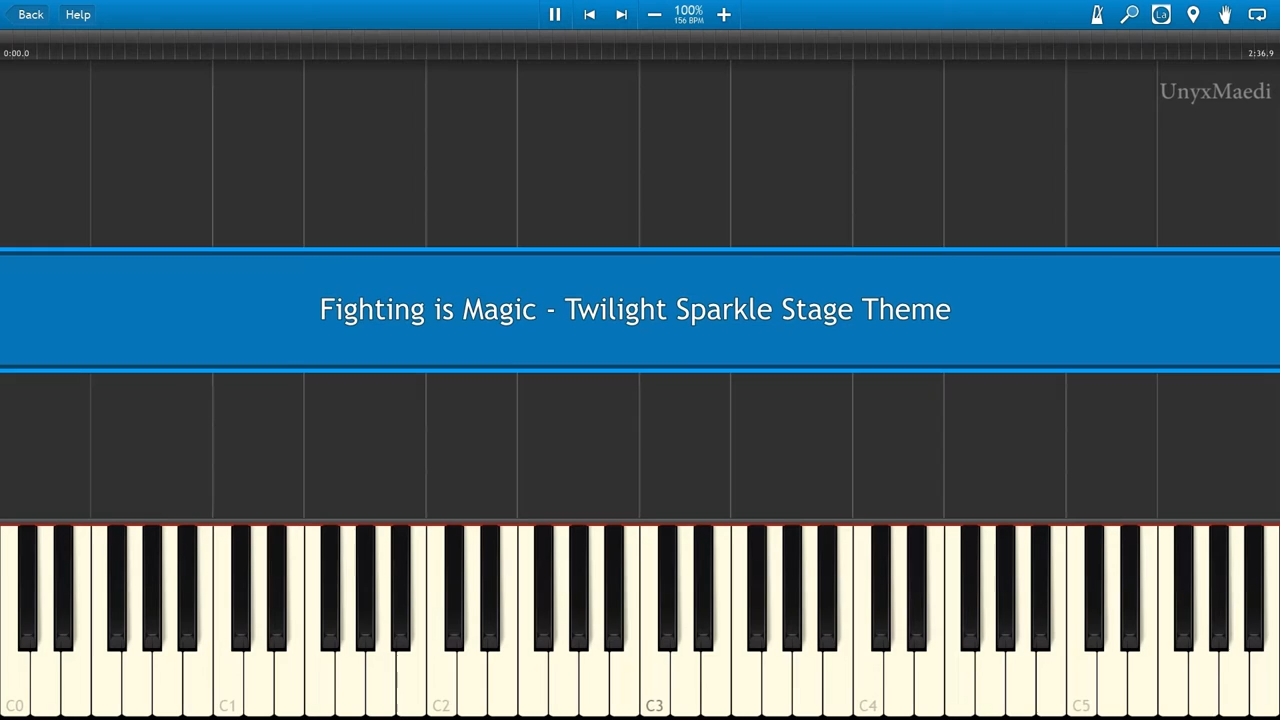 Back Help 100% La
156 BPM
0:00.0 2:36.9
UnyxMaedi
Fighting is Magic - Twilight Sparkle Stage Theme
C0 C1 C2 C3 C4 C5